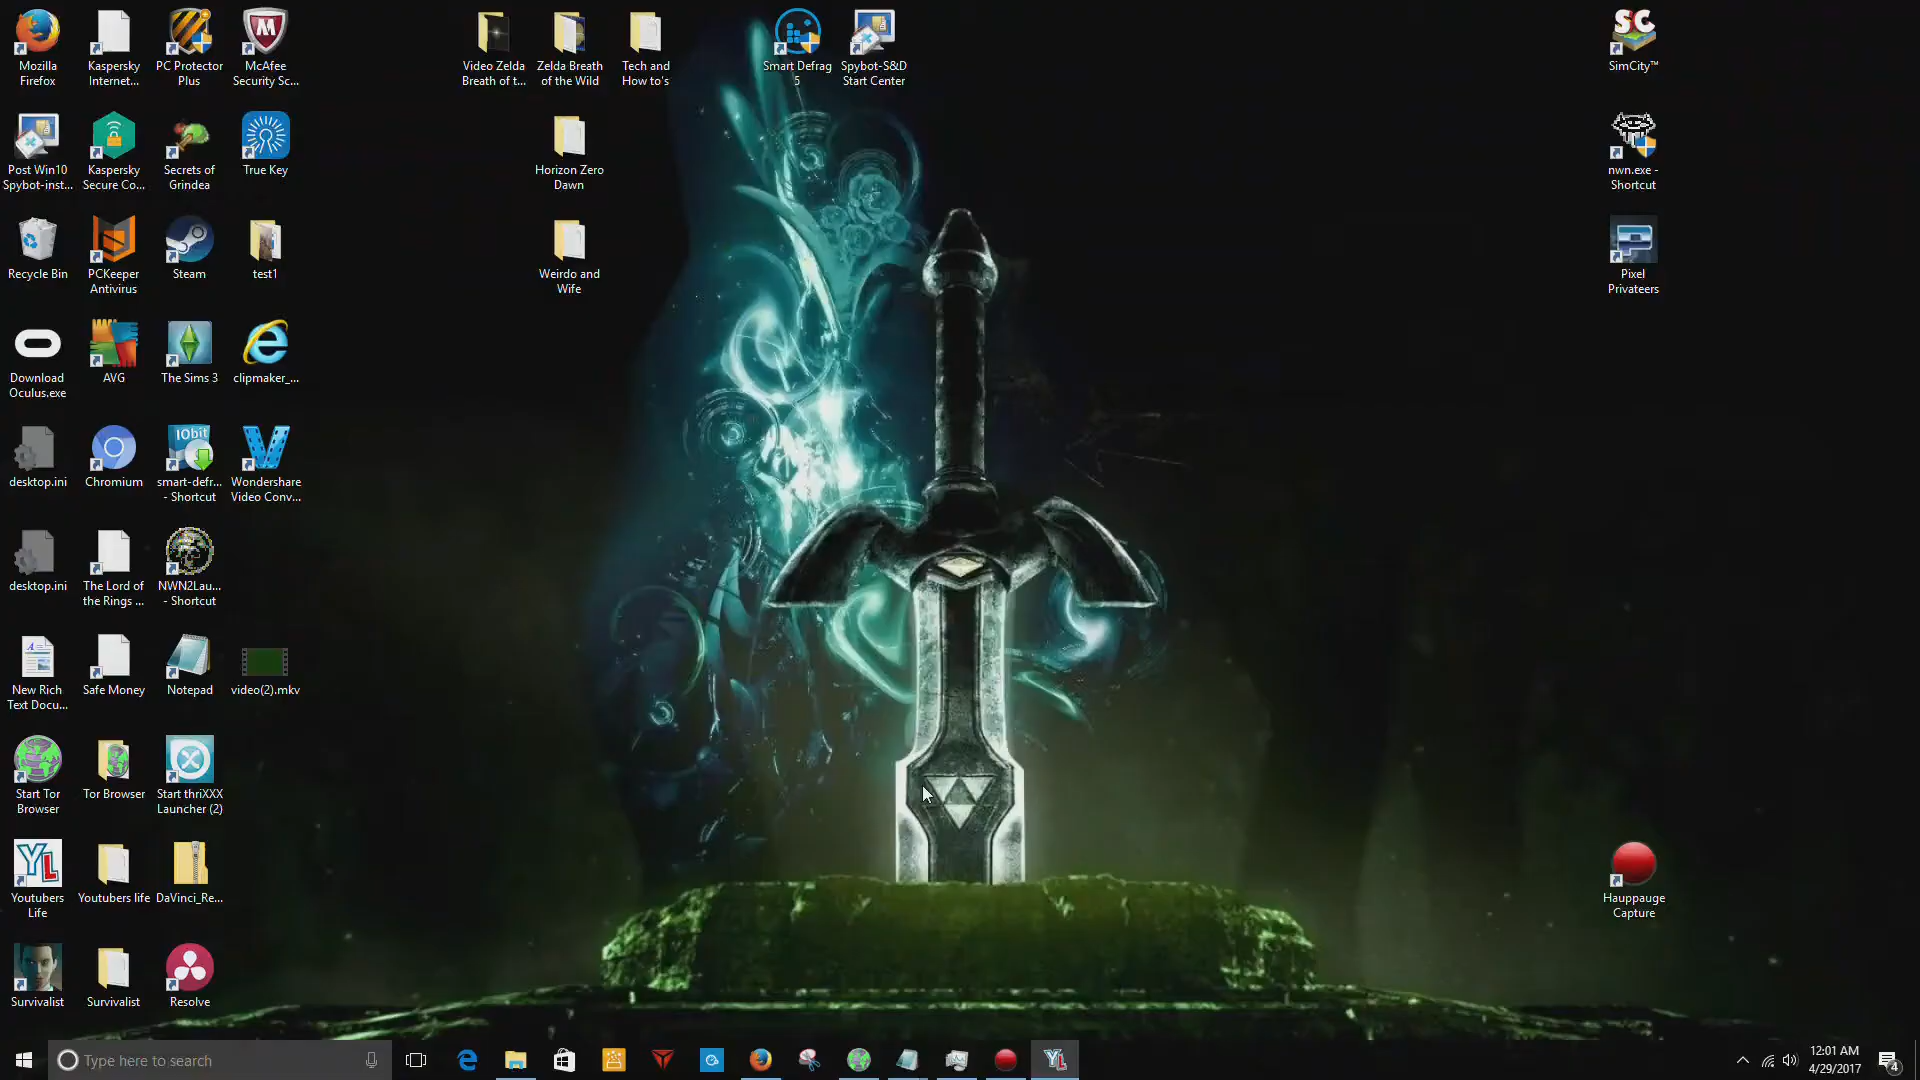 Mozilla
Firefox
Kaspersky
Internet...
PC Protector
Plus
McAfee
Security Sc...
Video Zelda
Breath of t...
Zelda Breath
of the Wild
Tech and
How to's
Smart Defrag
5
Spybot-S&D
Start Center
SC
SimCity™
Post Win10
Spybot-inst...
Kaspersky
Secure Co...
Secrets of
Grindea
True Key
Horizon Zero
Dawn
nwn.exe -
Shortcut
Recycle Bin
PCKeeper
Antivirus
Steam
test1
Weirdo and
Wife
Pixel
Privateers
Download
Oculus.exe
AVG
The Sims 3
clipmaker_...
desktop.ini
Chromium
IObit
smart-defr...
- Shortcut
Wondershare
Video Conv...
desktop.ini
The Lord of
the Rings ...
NWN2Lau...
- Shortcut
New Rich
Text Docu...
Safe Money
Notepad
video(2).mkv
Start Tor
Browser
Tor Browser
Start thriXXX
Launcher (2)
YL
Youtubers
Life
Youtubers life
DaVinci_Re...
Hauppauge
Capture
Survivalist
Survivalist
Resolve
Type here to search
YL
12:01 AM
4/29/2017
4